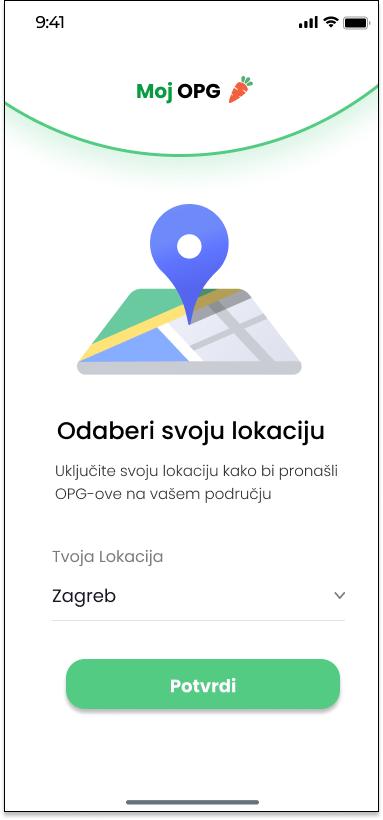 9:41
Moj OPG
Odaberi svoju lokaciju
Uključite svoju lokaciju kako bi pronašli
OPG-ove na vašem području
Tvoja Lokacija
Zagreb
Potvrdi